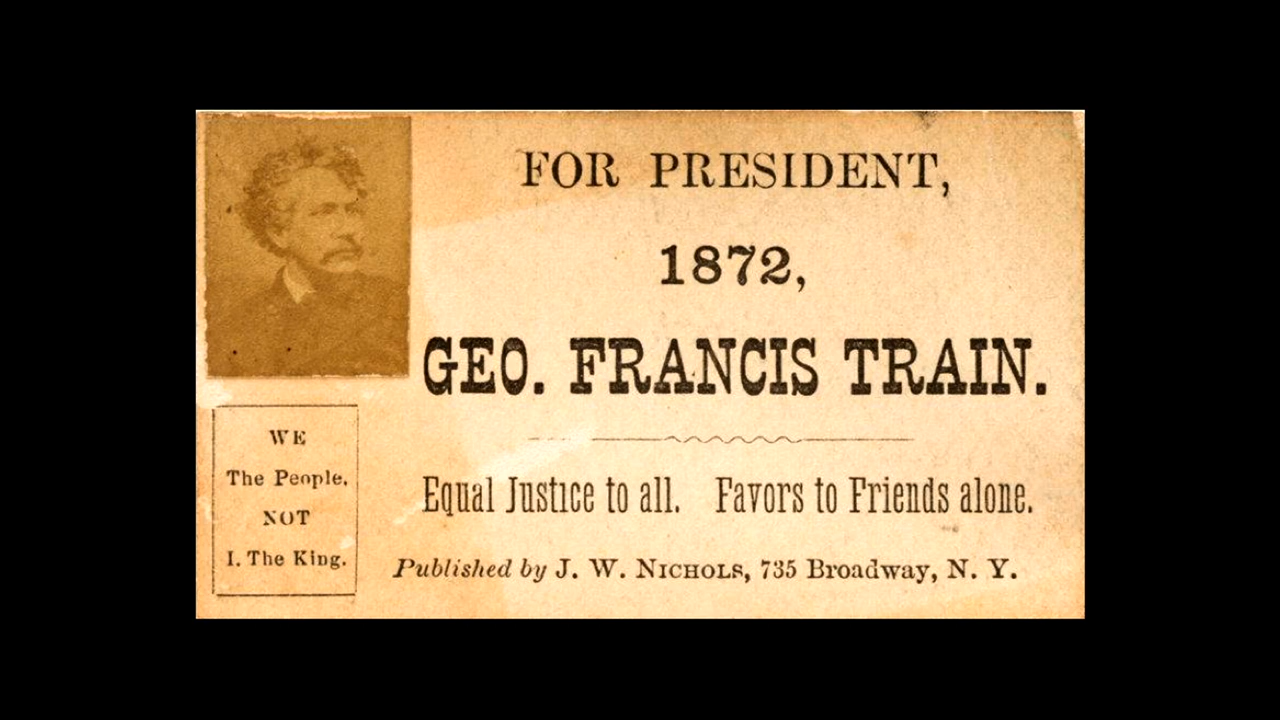 FOR PRESIDENT,
1872,
GEO. FRANCIS TRAIN.
Equal Justice to all. Favors to Friends alone.
Published by J. W. NICHOLS, 735 Broadway, N. Y.
WE
The People,
NOT
I. The King.